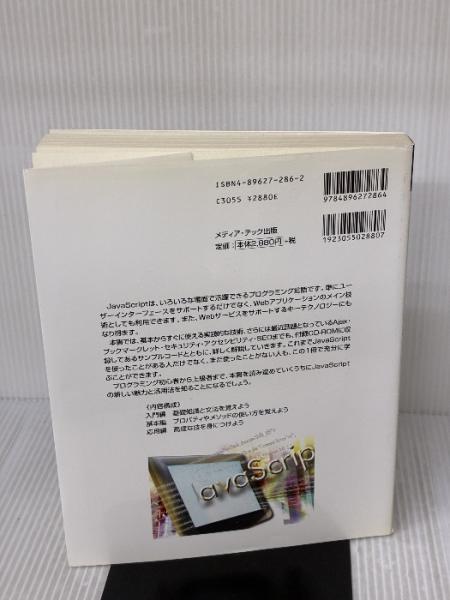 ISBN4-89627-286-2
C3055 ¥2880E
メディア・テック出版
定価：本体2,880円+税
9784896272864
1923055028807
JavaScriptは、いろいろな場面で活躍できるプログラミング言語です。単にユー
ザーインターフェースをサポートするだけでなく、Webアプリケーションのメイン技
術としても利用できます。また、Webサービスをサポートするキーテクノロジーにも
なり得ます。
本書では、基本からすぐに使える実践的な技術、さらには最近話題となっているAjax・
ブックマークレット・セキュリティ・アクセシビリティ・SEOまでも、付録CD-ROMに収
録してあるサンプルコードとともに、詳しく解説していきます。これまでJavaScript
を使ったことがある人だけでなく、まだ使ったことがない人も、この1冊で充分に学
ぶことができます。
プログラミング初心者から上級者まで、本書を読み進めていくうちにJavaScript
の新しい魅力と活用法を知ることになるでしょう。
〈内容構成〉
入門編 基礎知識と文法を覚えよう
基本編 プロパティやメソッドの使い方を覚えよう
応用編 高度な技を身につけよう
JavaScrip